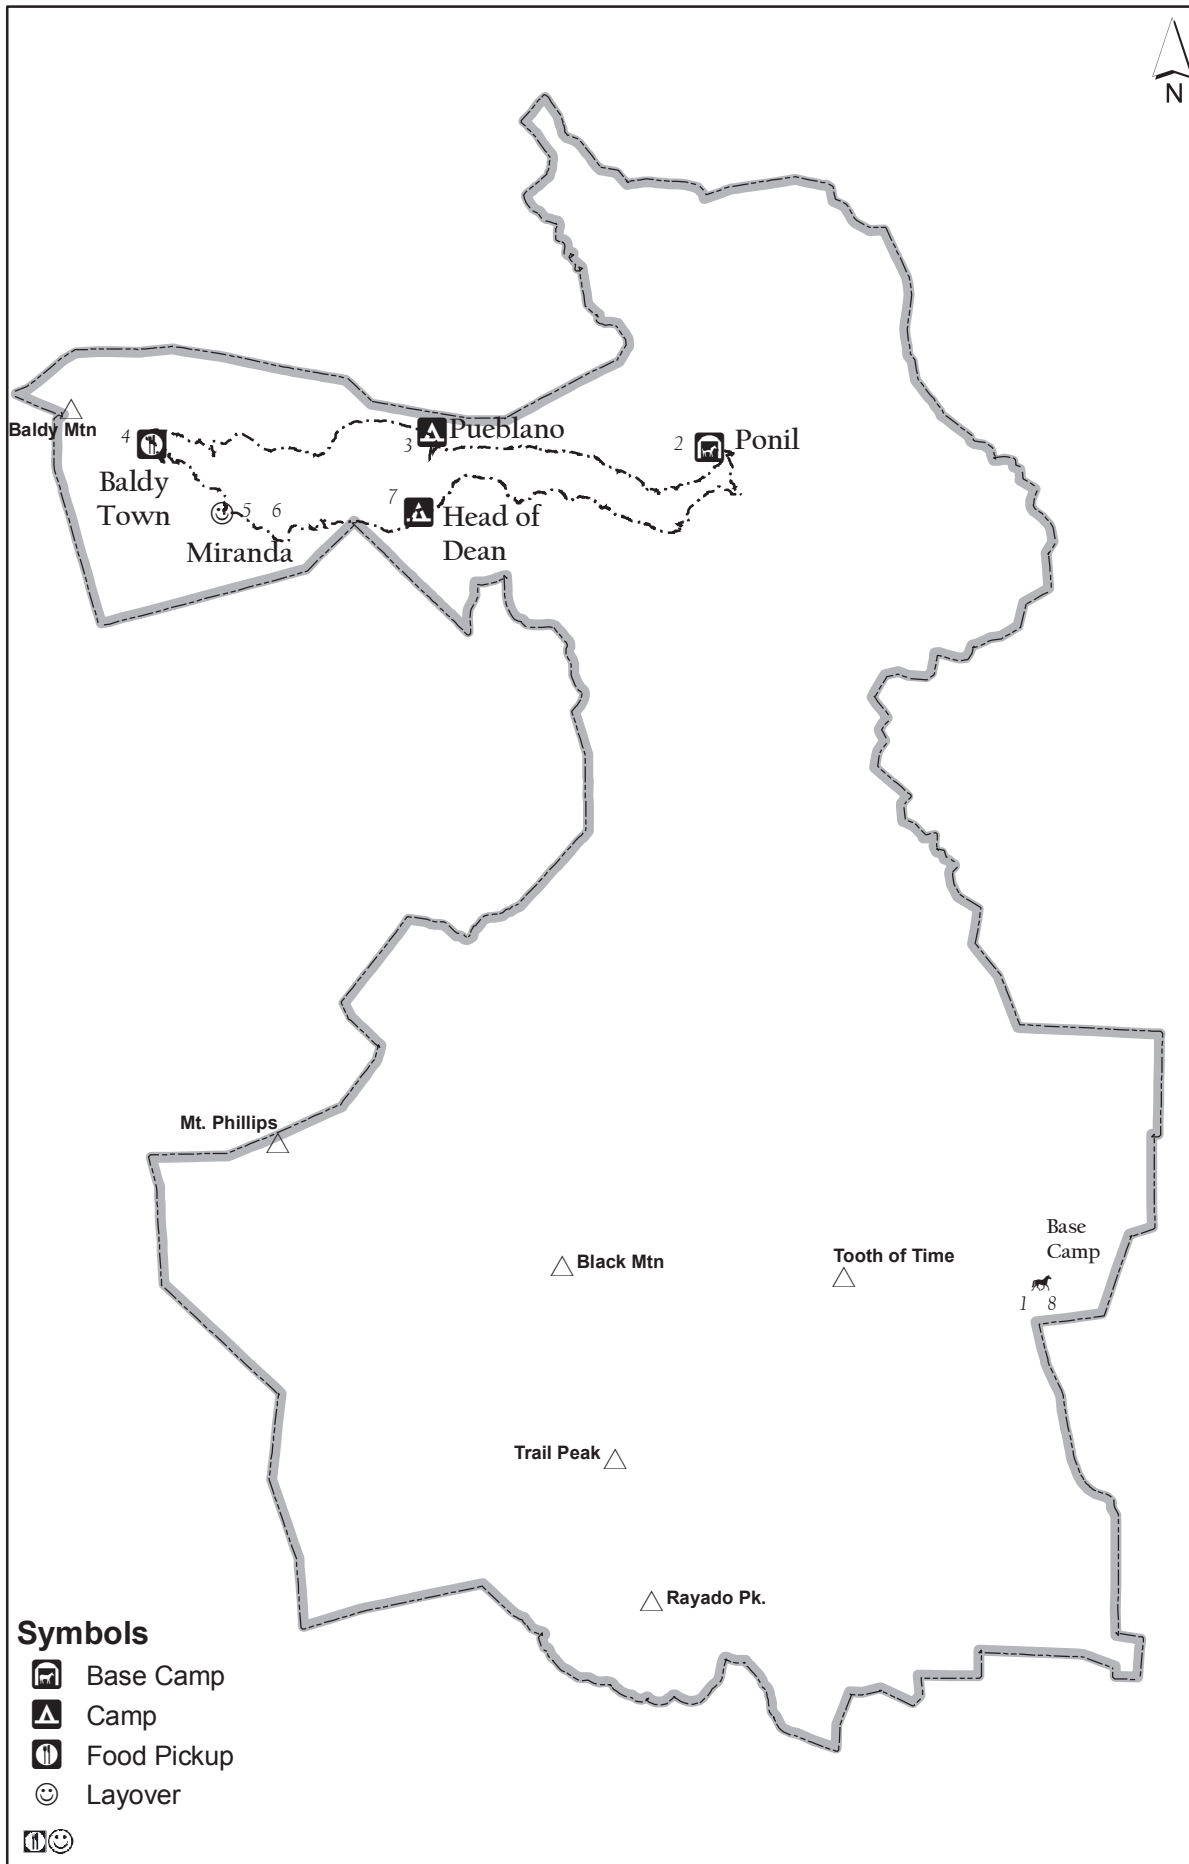 N
Baldy Mtn
4
Baldy
Town
3
Pueblano
2
Ponil
5 6
Miranda
7
Head of
Dean
Mt. Phillips
Black Mtn
Tooth of Time
Base
Camp
1 8
Trail Peak
Rayado Pk.
Symbols
Base Camp
Camp
Food Pickup
Layover